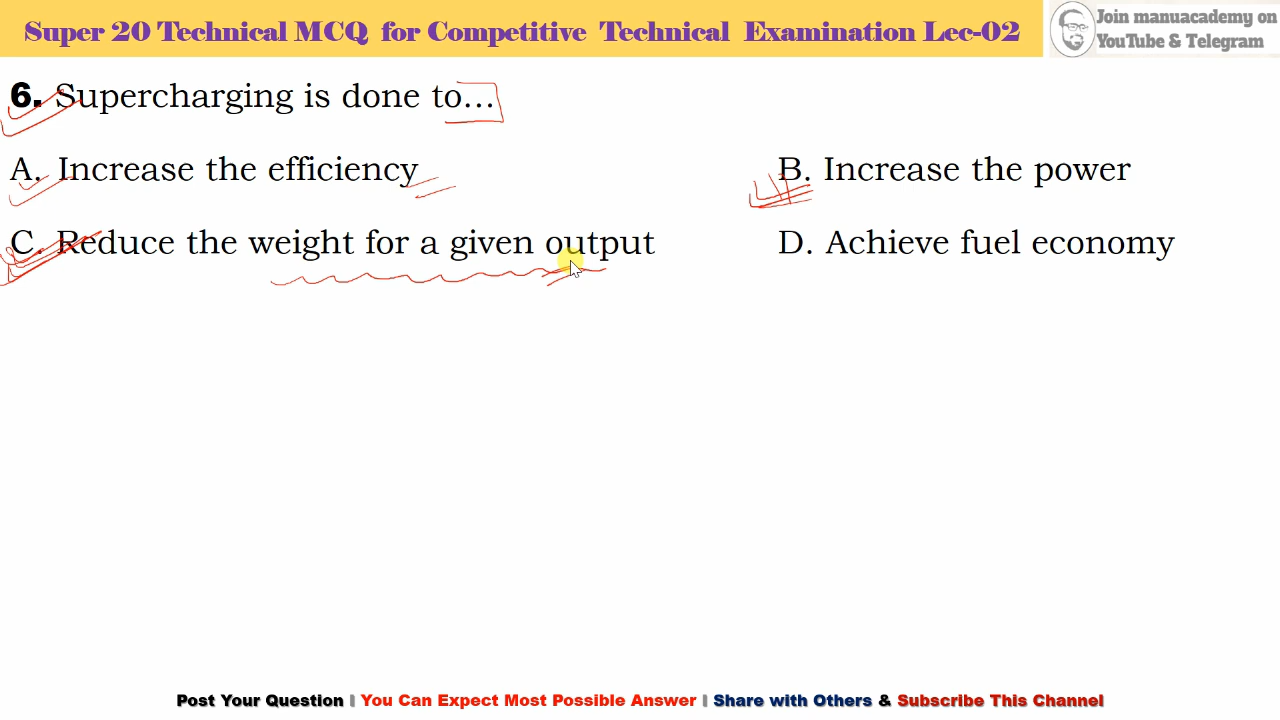 Super 20 Technical MCQ for Competitive Technical Examination Lec-02
Join manuacademy on
YouTube & Telegram
6. Supercharging is done to...
A. Increase the efficiency
B. Increase the power
C. Reduce the weight for a given output
D. Achieve fuel economy
Post Your Question | You Can Expect Most Possible Answer | Share with Others & Subscribe This Channel